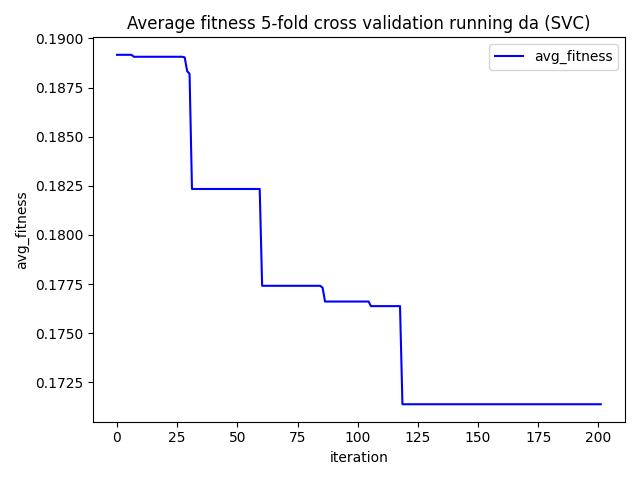 Average fitness 5-fold cross validation running da (SVC)
avg_fitness
0.1900
0.1875
0.1850
0.1825
0.1800
0.1775
0.1750
0.1725
avg_fitness
0 25 50 75 100 125 150 175 200
iteration